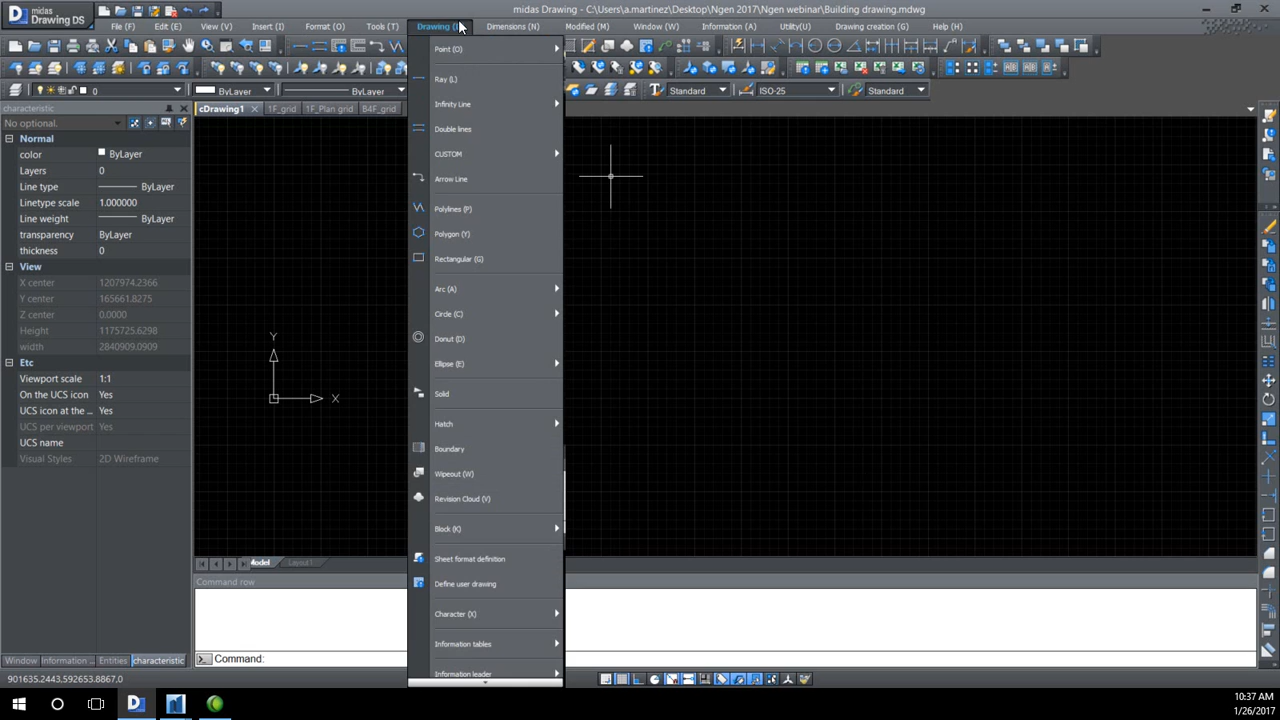 midas Drawing DS
midas Drawing - C:\Users\a.martinez\Desktop\Ngen 2017\Ngen webinar\Building drawing.mdwg
File (F) Edit (E) View (V) Insert (I) Format (O) Tools (T) Drawing Dimensions (N) Modified (M) Window (W) Information (A) Utility(U) Drawing creation (G) Help (H)
0 ByLayer ByLayer Standard ISO-25 Standard
characteristic
cDrawing1 1F_grid 1F_Plan grid B4F_grid
No optional.
Normal
color ByLayer
Layers 0
Line type ByLayer
Linetype scale 1.000000
Line weight ByLayer
transparency ByLayer
thickness 0
View
X center 1207974.2366
Y center 165661.8275
Z center 0.0000
Height 1175725.6298
width 2840909.0909
Etc
Viewport scale 1:1
On the UCS icon Yes
UCS icon at the ... Yes
UCS per viewport Yes
UCS name
Visual Styles 2D Wireframe
Point (O)
Ray (L)
Infinity Line
Double lines
CUSTOM
Arrow Line
Polylines (P)
Polygon (Y)
Rectangular (G)
Arc (A)
Circle (C)
Donut (D)
Ellipse (E)
Solid
Hatch
Boundary
Wipeout (W)
Revision Cloud (V)
Block (K)
Sheet format definition
Define user drawing
Character (X)
Information tables
Information leader
Y
X
Model Layout1
Command row
Command:
Window Information ... Entities characteristic
901635.2443,592653.8867,0
10:37 AM
1/26/2017